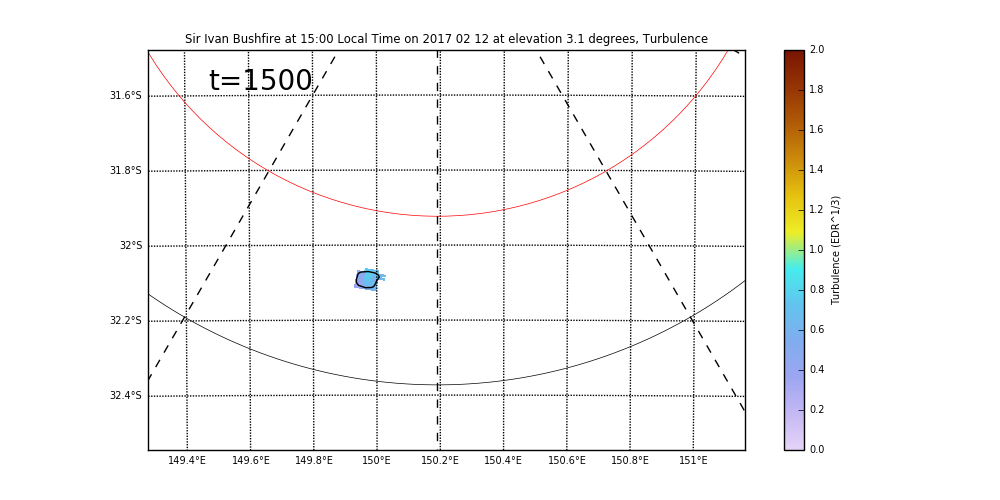 Sir Ivan Bushfire at 15:00 Local Time on 2017 02 12 at elevation 3.1 degrees, Turbulence
t=1500
31.6°S
31.8°S
32°S
32.2°S
32.4°S
149.4°E 149.6°E 149.8°E 150°E 150.2°E 150.4°E 150.6°E 150.8°E 151°E
2.0
1.8
1.6
1.4
1.2
1.0
0.8
0.6
0.4
0.2
0.0
Turbulence (EDR^1/3)